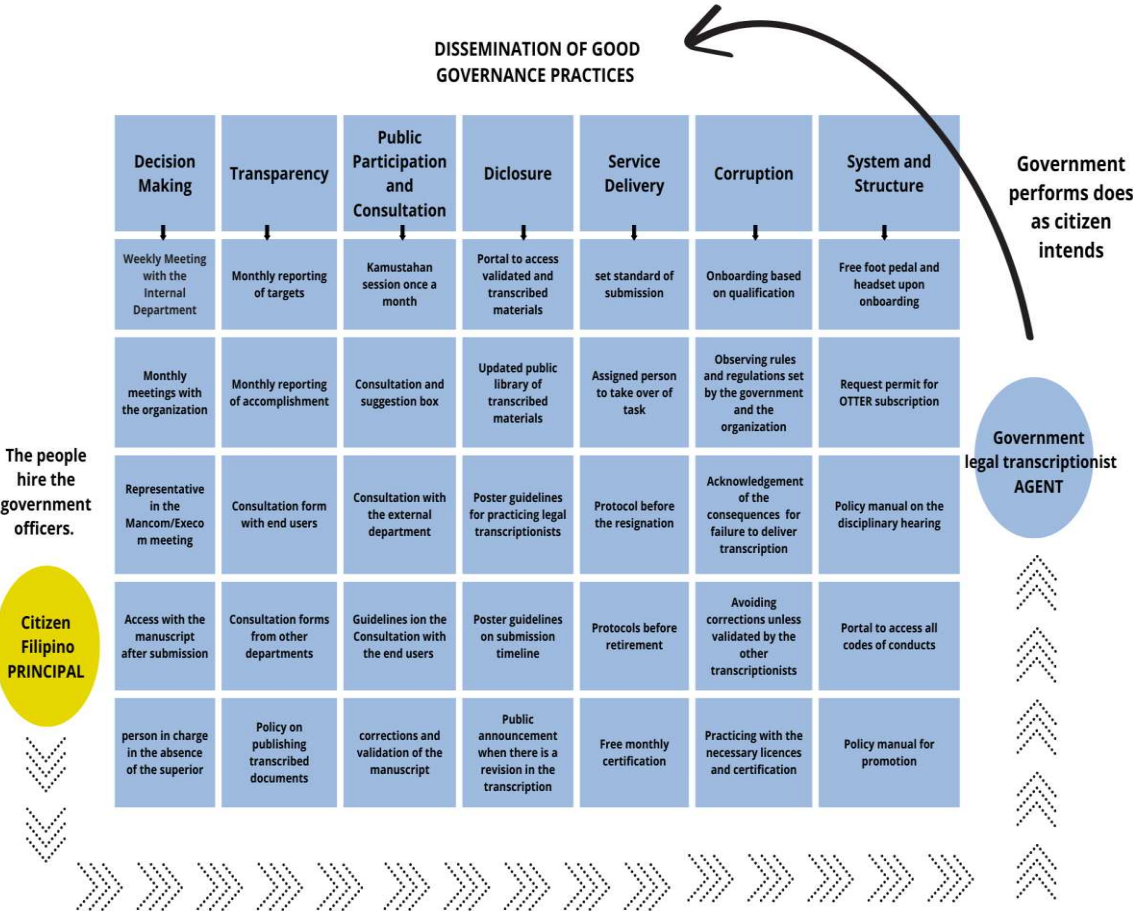 DISSEMINATION OF GOOD
GOVERNANCE PRACTICES
Decision
Making
Transparency
Public
Participation
and
Consultation
Diclosure
Service
Delivery
Corruption
System and
Structure
Weekly Meeting
with the
Internal
Department
Monthly reporting
of targets
Kamustahan
session once a
month
Portal to access
validated and
transcribed
materials
set standard of
submission
Onboarding based
on qualification
Free foot pedal and
headset upon
onboarding
Monthly
meetings with
the organization
Monthly reporting
of accomplishment
Consultation and
suggestion box
Updated public
library of
transcribed
materials
Assigned person
to take over of
task
Observing rules
and regulations set
by the government
and the
organization
Request permit for
OTTER subscription
Representative
in the
Mancom/Execo
m meeting
Consultation form
with end users
Consultation with
the external
department
Poster guidelines
for practicing legal
transcriptionists
Protocol before
the resignation
Acknowledgement
of the
consequences for
failure to deliver
transcription
Policy manual on the
disciplinary hearing
Access with the
manuscript
after submission
Consultation forms
from other
departments
Guidelines ion the
Consultation with
the end users
Poster guidelines
on submission
timeline
Protocols before
retirement
Avoiding
corrections unless
validated by the
other
transcriptionists
Portal to access all
codes of conducts
person in charge
in the absence
of the superior
Policy on
publishing
transcribed
documents
corrections and
validation of the
manuscript
Public
announcement
when there is a
revision in the
transcription
Free monthly
certification
Practicing with the
necessary licences
and certification
Policy manual for
promotion
The people
hire the
government
officers.
Citizen
Filipino
PRINCIPAL
Government
performs does
as citizen
intends
Government
legal transcriptionist
AGENT